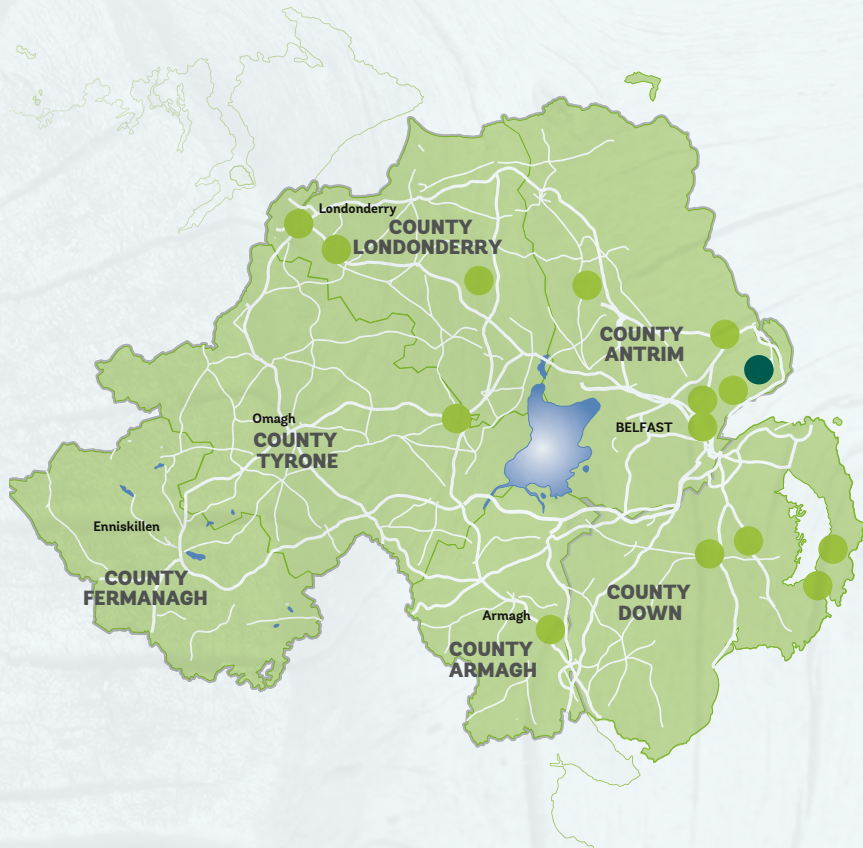 Londonderry
COUNTY
LONDONDERRY
COUNTY
ANTRIM
Omagh
COUNTY
TYRONE
BELFAST
Enniskillen
COUNTY
FERMANAGH
COUNTY
DOWN
Armagh
COUNTY
ARMAGH